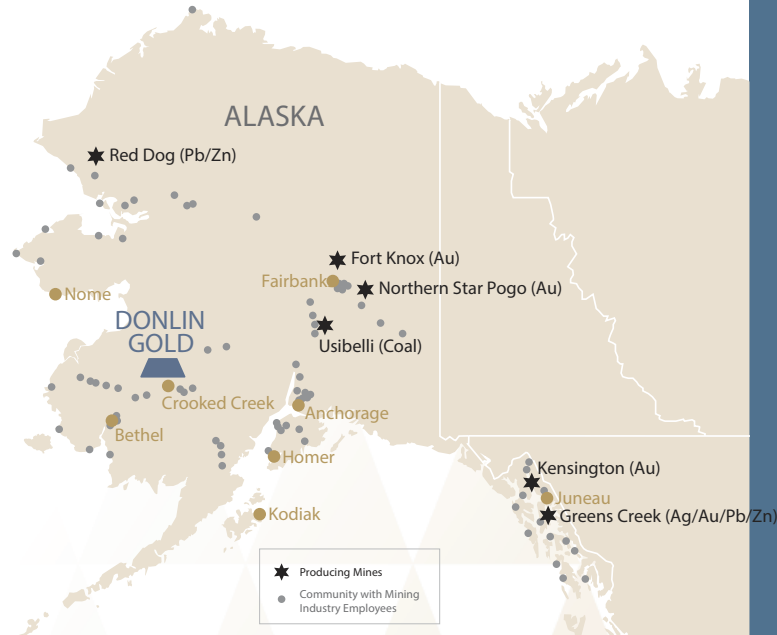 ALASKA
Red Dog (Pb/Zn)
Fort Knox (Au)
Fairbank
Northern Star Pogo (Au)
Nome
DONLIN
GOLD
Usibelli (Coal)
Crooked Creek
Anchorage
Bethel
Homer
Kensington (Au)
Juneau
Greens Creek (Ag/Au/Pb/Zn)
Kodiak
Producing Mines
Community with Mining
Industry Employees